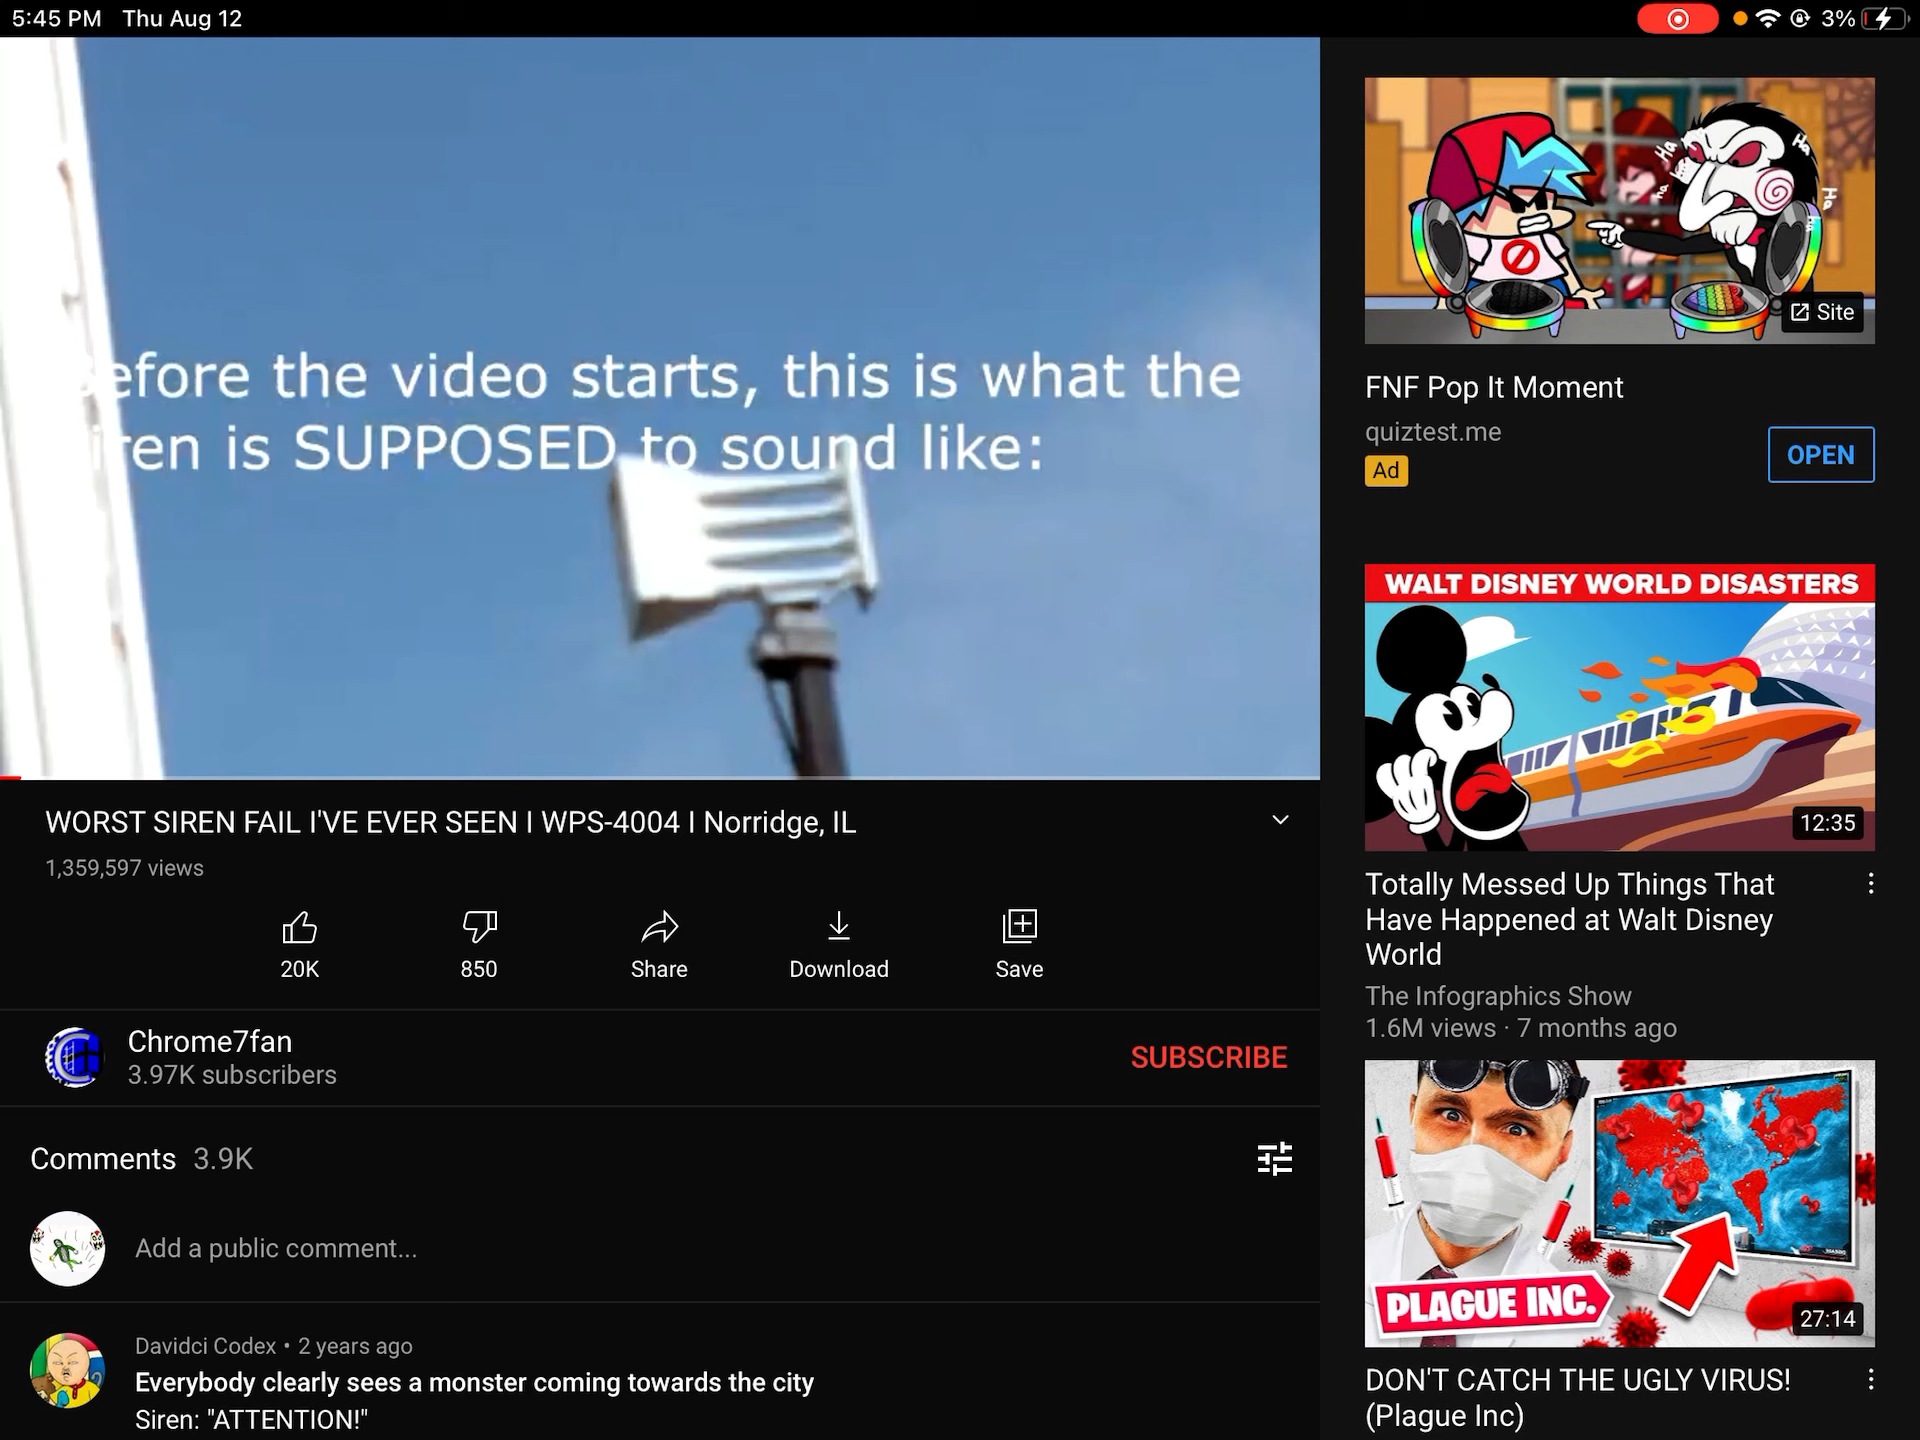 5:45 PM Thu Aug 12
3%
efore the video starts, this is what the
ren is SUPPOSED to sound like:
WORST SIREN FAIL I'VE EVER SEEN I WPS-4004 I Norridge, IL
1,359,597 views
20K
850
Share
Download
Save
Chrome7fan
3.97K subscribers
SUBSCRIBE
Comments 3.9K
Add a public comment...
Davidci Codex • 2 years ago
Everybody clearly sees a monster coming towards the city
Siren: "ATTENTION!"
Ha
Ha
ha
Ha
Site
FNF Pop It Moment
quiztest.me
Ad
OPEN
WALT DISNEY WORLD DISASTERS
12:35
Totally Messed Up Things That
Have Happened at Walt Disney
World
The Infographics Show
1.6M views · 7 months ago
PLAGUE INC.
27:14
DON'T CATCH THE UGLY VIRUS!
(Plague Inc)